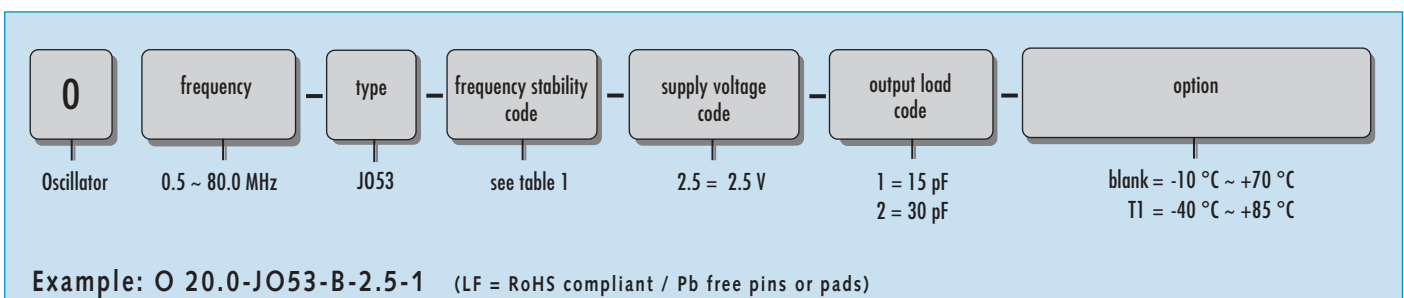 O
frequency
–
type
–
frequency stability
code
–
supply voltage
code
–
output load
code
–
option
Oscillator
0.5 ~ 80.0 MHz
JO53
see table 1
2.5 = 2.5 V
1 = 15 pF
2 = 30 pF
blank = -10 °C ~ +70 °C
T1 = -40 °C ~ +85 °C
Example: O 20.0-JO53-B-2.5-1 (LF = RoHS compliant / Pb free pins or pads)